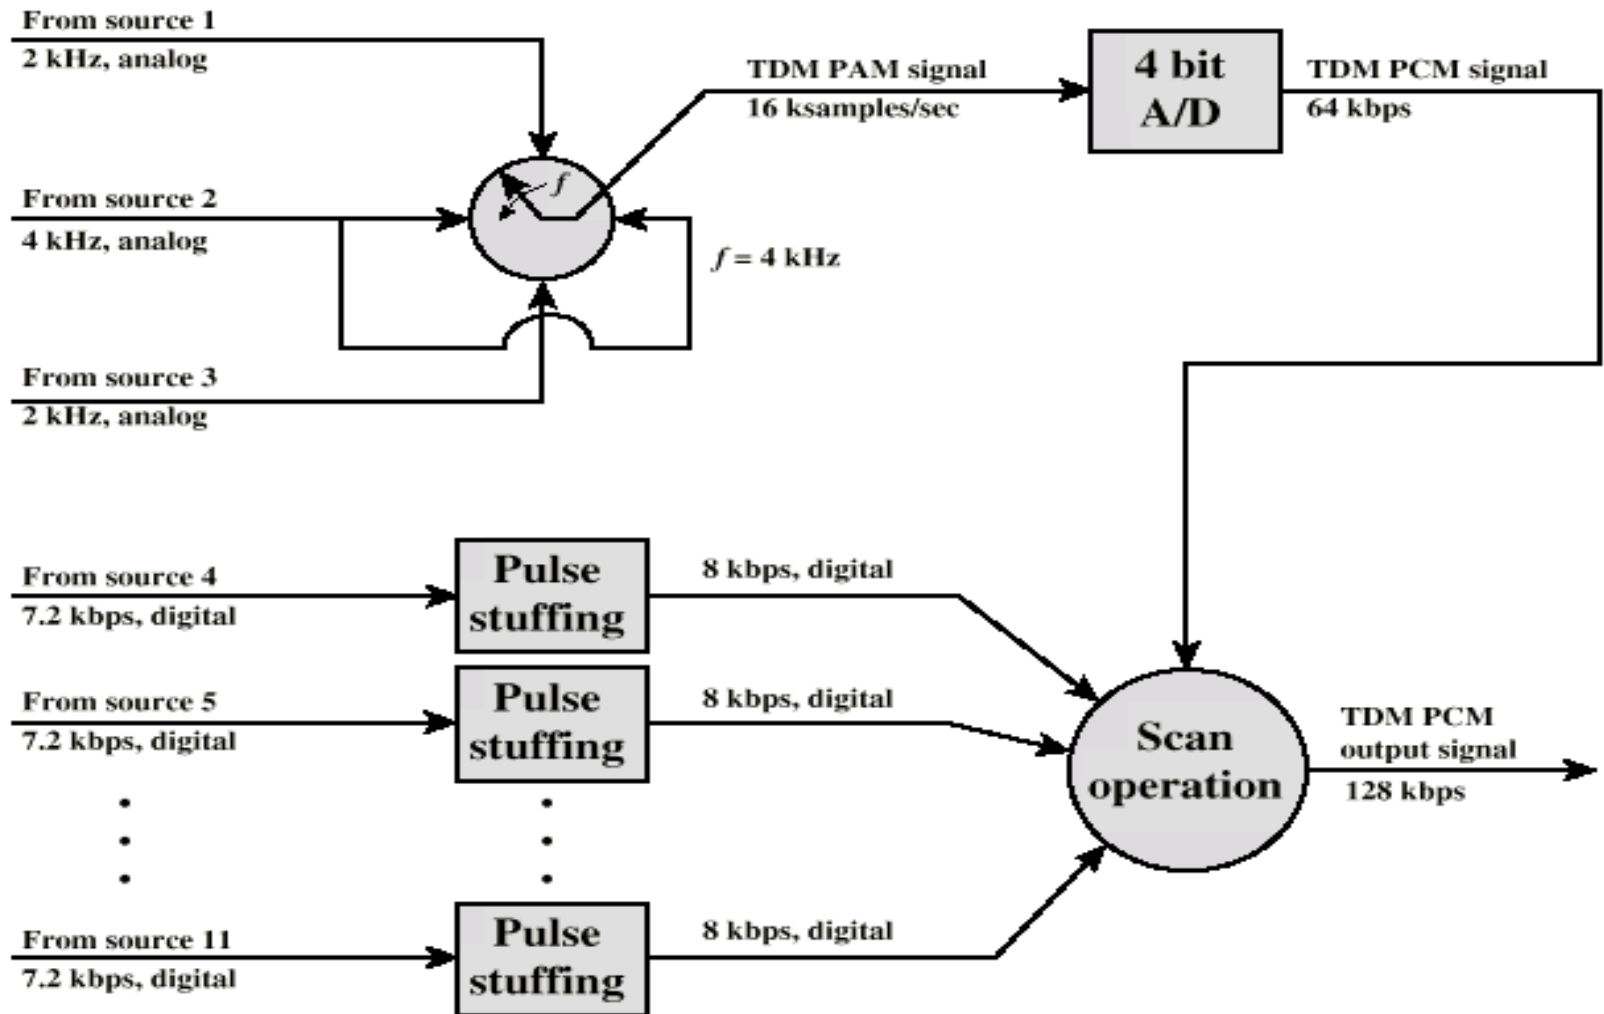 From source 1
2 kHz, analog
TDM PAM signal
16 ksamples/sec
4 bit
A/D
TDM PCM signal
64 kbps
From source 2
4 kHz, analog
f
f = 4 kHz
From source 3
2 kHz, analog
From source 4
7.2 kbps, digital
Pulse
stuffing
8 kbps, digital
From source 5
7.2 kbps, digital
Pulse
stuffing
8 kbps, digital
Scan
operation
TDM PCM
output signal
128 kbps
From source 11
7.2 kbps, digital
Pulse
stuffing
8 kbps, digital